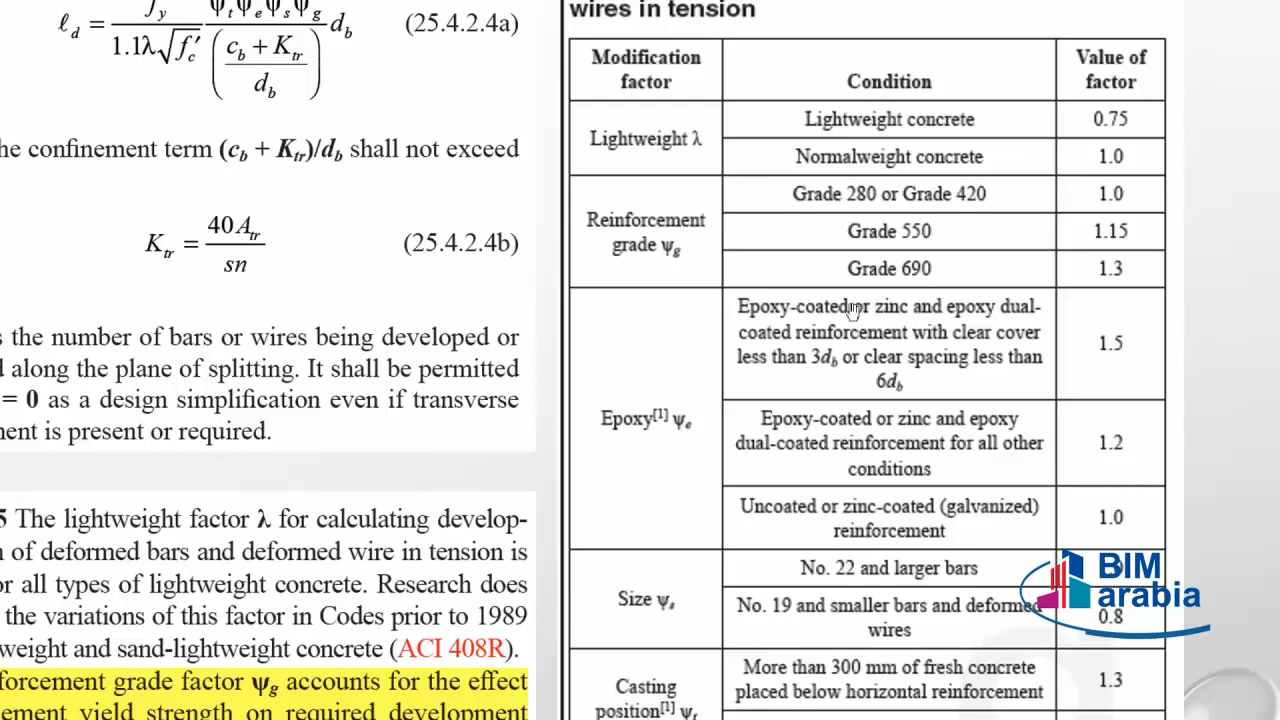 ℓd = fy / 1.1λ√f′c ψtψeψsψg / ((cb + Ktr) / db) db (25.4.2.4a)
he confinement term (cb + Ktr)/db shall not exceed
Ktr = 40Atr / sn (25.4.2.4b)
s the number of bars or wires being developed or
d along the plane of splitting. It shall be permitted
= 0 as a design simplification even if transverse
ment is present or required.
5 The lightweight factor λ for calculating develop-
n of deformed bars and deformed wire in tension is
or all types of lightweight concrete. Research does
the variations of this factor in Codes prior to 1989
weight and sand-lightweight concrete (ACI 408R).
forcement grade factor ψg accounts for the effect
cement yield strength on required development
wires in tension
Modification
factor
Condition
Value of
factor
Lightweight λ
Lightweight concrete
0.75
Normalweight concrete
1.0
Reinforcement
grade ψg
Grade 280 or Grade 420
1.0
Grade 550
1.15
Grade 690
1.3
Epoxy[1] ψe
Epoxy-coated or zinc and epoxy dual-
coated reinforcement with clear cover
less than 3db or clear spacing less than
6db
1.5
Epoxy-coated or zinc and epoxy
dual-coated reinforcement for all other
conditions
1.2
Uncoated or zinc-coated (galvanized)
reinforcement
1.0
Size ψs
No. 22 and larger bars
No. 19 and smaller bars and deformed
wires
0.8
Casting
position[1] ψt
More than 300 mm of fresh concrete
placed below horizontal reinforcement
1.3
BIM
arabia